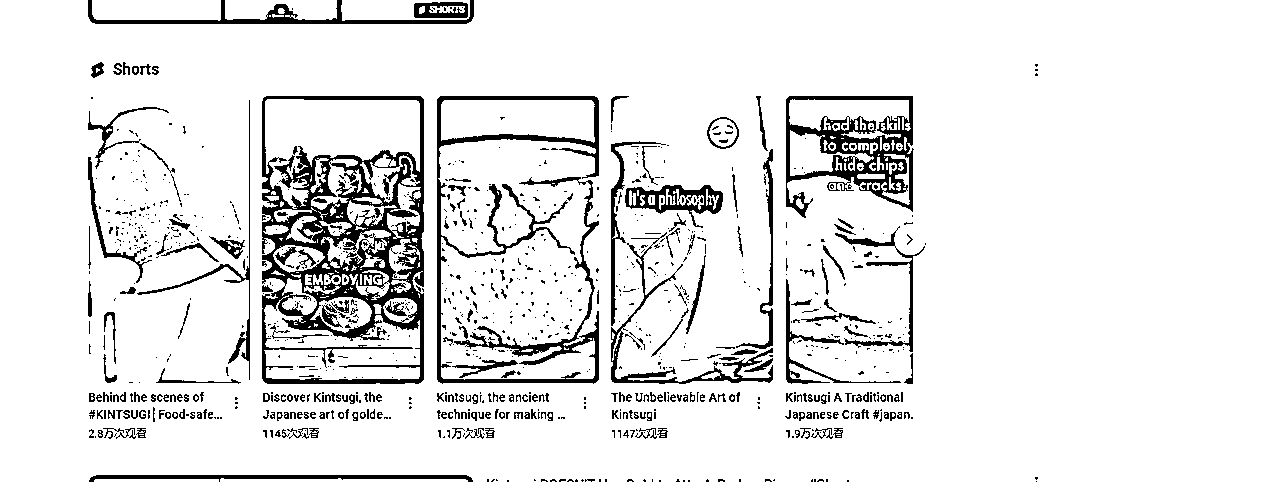 SHORTS
Shorts
had the skills
to completely
hide chips
and cracks.
It's a philosophy
EMBODYING
Behind the scenes of
#KINTSUGI | Food-safe...
2.8万次观看
Discover Kintsugi, the
Japanese art of golde...
1145次观看
Kintsugi, the ancient
technique for making ...
1.1万次观看
The Unbelievable Art of
Kintsugi
1147次观看
Kintsugi A Traditional
Japanese Craft #japan.
1.9万次观看